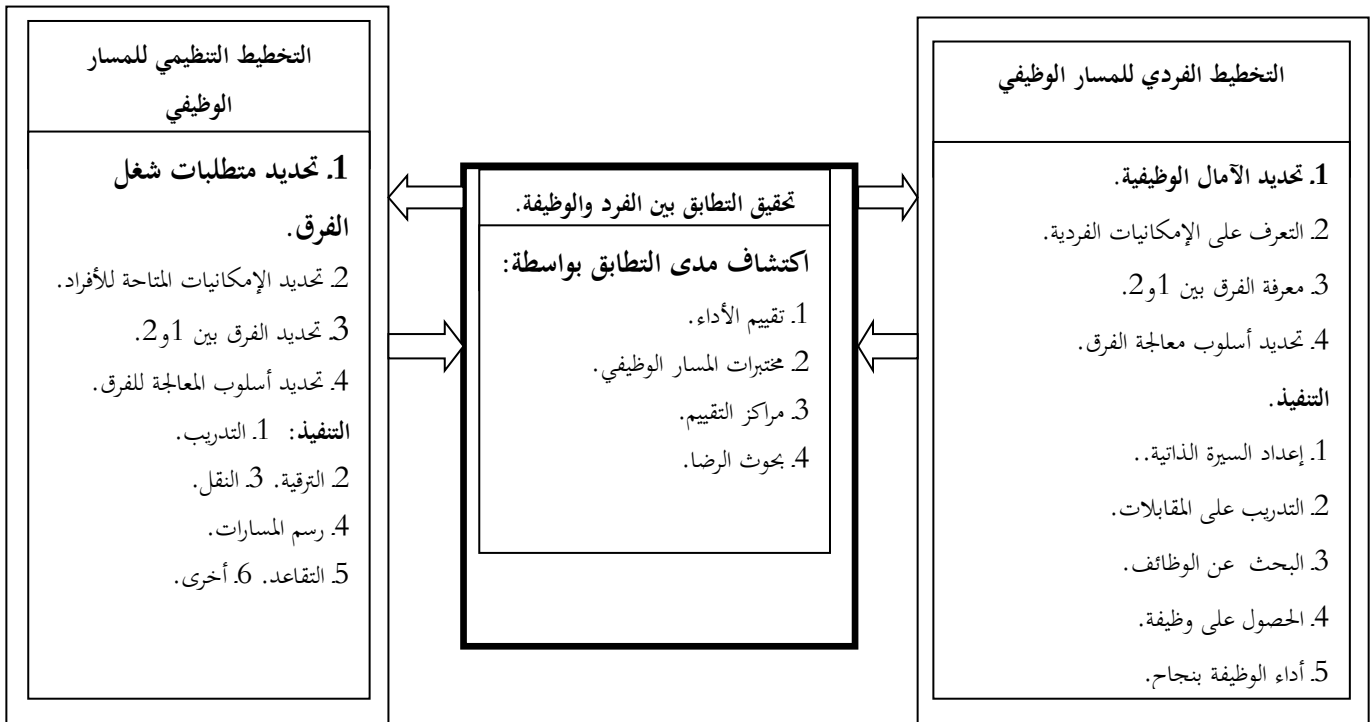 التخطيط الفردي للمسار الوظيفي
1. تحديد الآمال الوظيفية.
2. التعرف على الإمكانيات الفردية.
3. معرفة الفرق بين 1و2.
4. تحديد أسلوب معالجة الفرق.
التنفيذ.
1. إعداد السيرة الذاتية..
2. التدريب على المقابلات.
3. البحث عن الوظائف.
4. الحصول على وظيفة.
5. أداء الوظيفة بنجاح.
تحقيق التطابق بين الفرد والوظيفة.
اكتشاف مدى التطابق بواسطة:
1. تقييم الأداء.
2. مختبرات المسار الوظيفي.
3. مراكز التقييم.
4. بحوث الرضا.
التخطيط التنظيمي للمسار
الوظيفي
1. تحديد متطلبات شغل
الفرق.
2. تحديد الإمكانيات المتاحة للأفراد.
3. تحديد الفرق بين 1و2.
4. تحديد أسلوب المعالجة للفرق.
التنفيذ: 1. التدريب.
2. الترقية. 3. النقل.
4. رسم المسارات.
5. التقاعد. 6. أخرى.